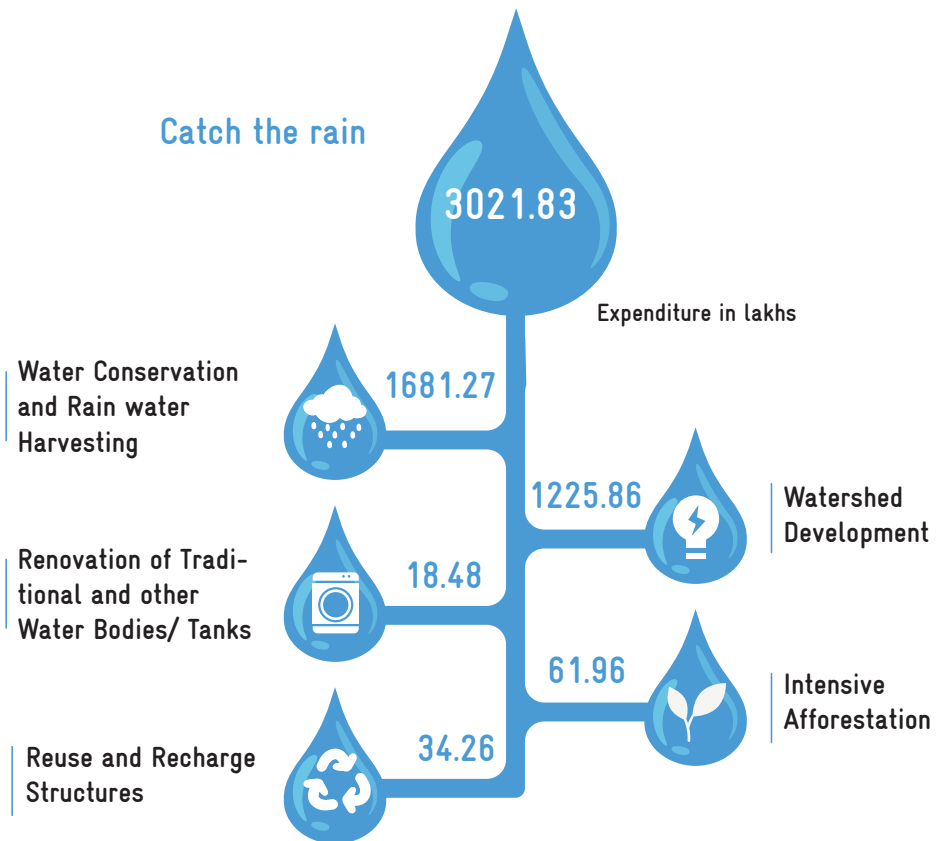 Catch the rain
3021.83
Expenditure in lakhs
Water Conservation
and Rain water
Harvesting
1681.27
1225.86
Watershed
Development
Renovation of Tradi-
tional and other
Water Bodies/ Tanks
18.48
61.96
Intensive
Afforestation
Reuse and Recharge
Structures
34.26